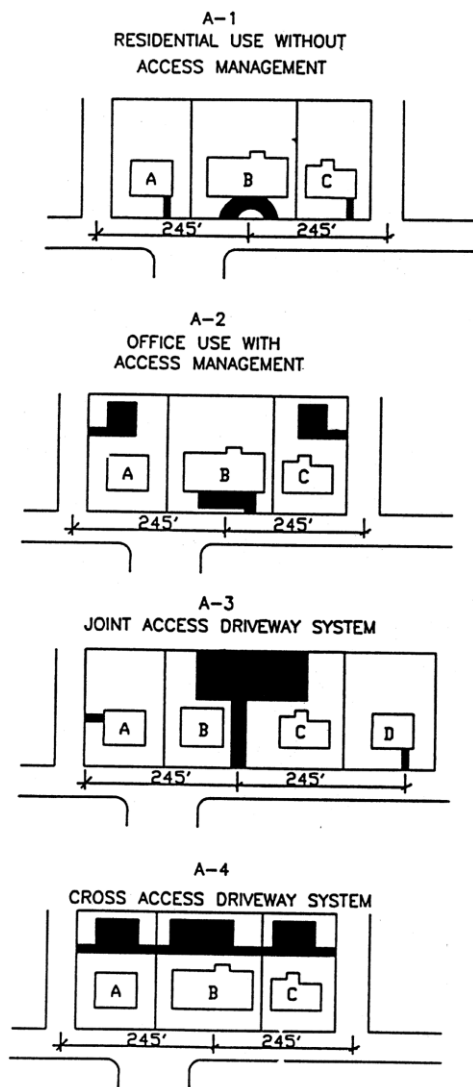 A-1
RESIDENTIAL USE WITHOUT
ACCESS MANAGEMENT
A
B
C
245'
245'
A-2
OFFICE USE WITH
ACCESS MANAGEMENT
A
B
C
245'
245'
A-3
JOINT ACCESS DRIVEWAY SYSTEM
A
B
C
D
245'
245'
A-4
CROSS ACCESS DRIVEWAY SYSTEM
A
B
C
245'
245'